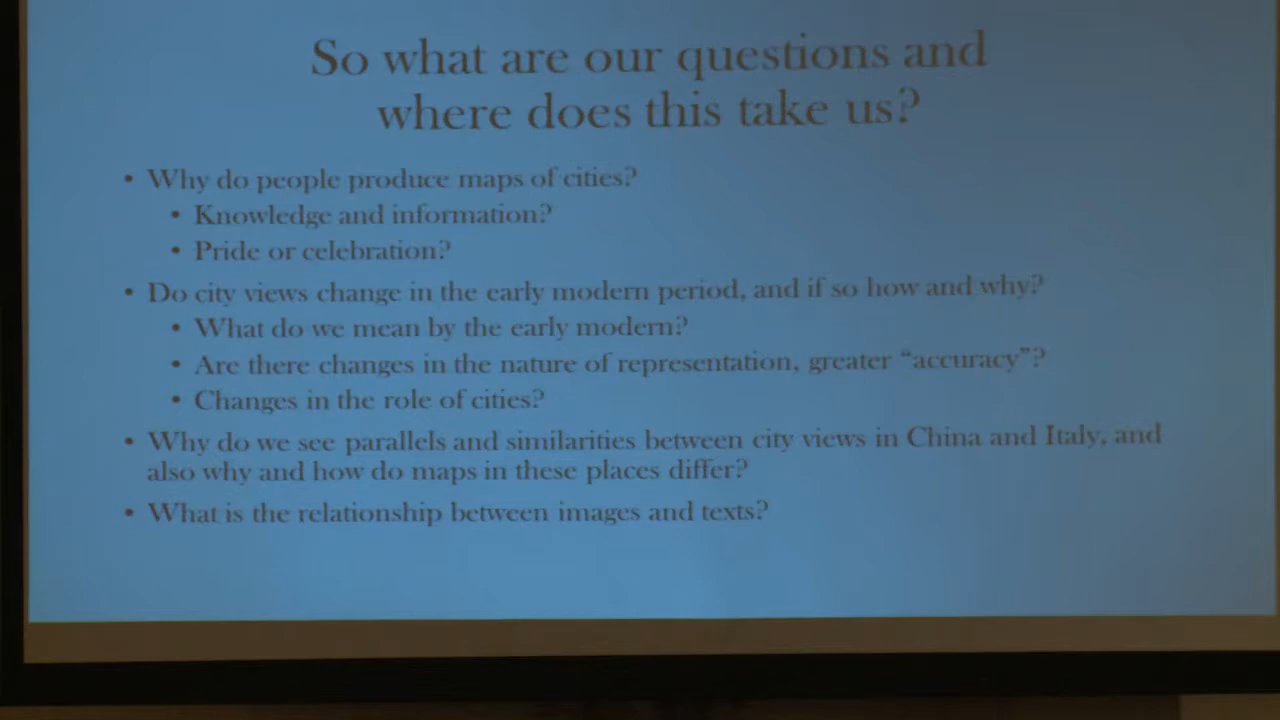 So what are our questions and
where does this take us?
• Why do people produce maps of cities?
• Knowledge and information?
• Pride or celebration?
• Do city views change in the early modern period, and if so how and why?
• What do we mean by the early modern?
• Are there changes in the nature of representation, greater “accuracy”?
• Changes in the role of cities?
• Why do we see parallels and similarities between city views in China and Italy, and
also why and how do maps in these places differ?
• What is the relationship between images and texts?